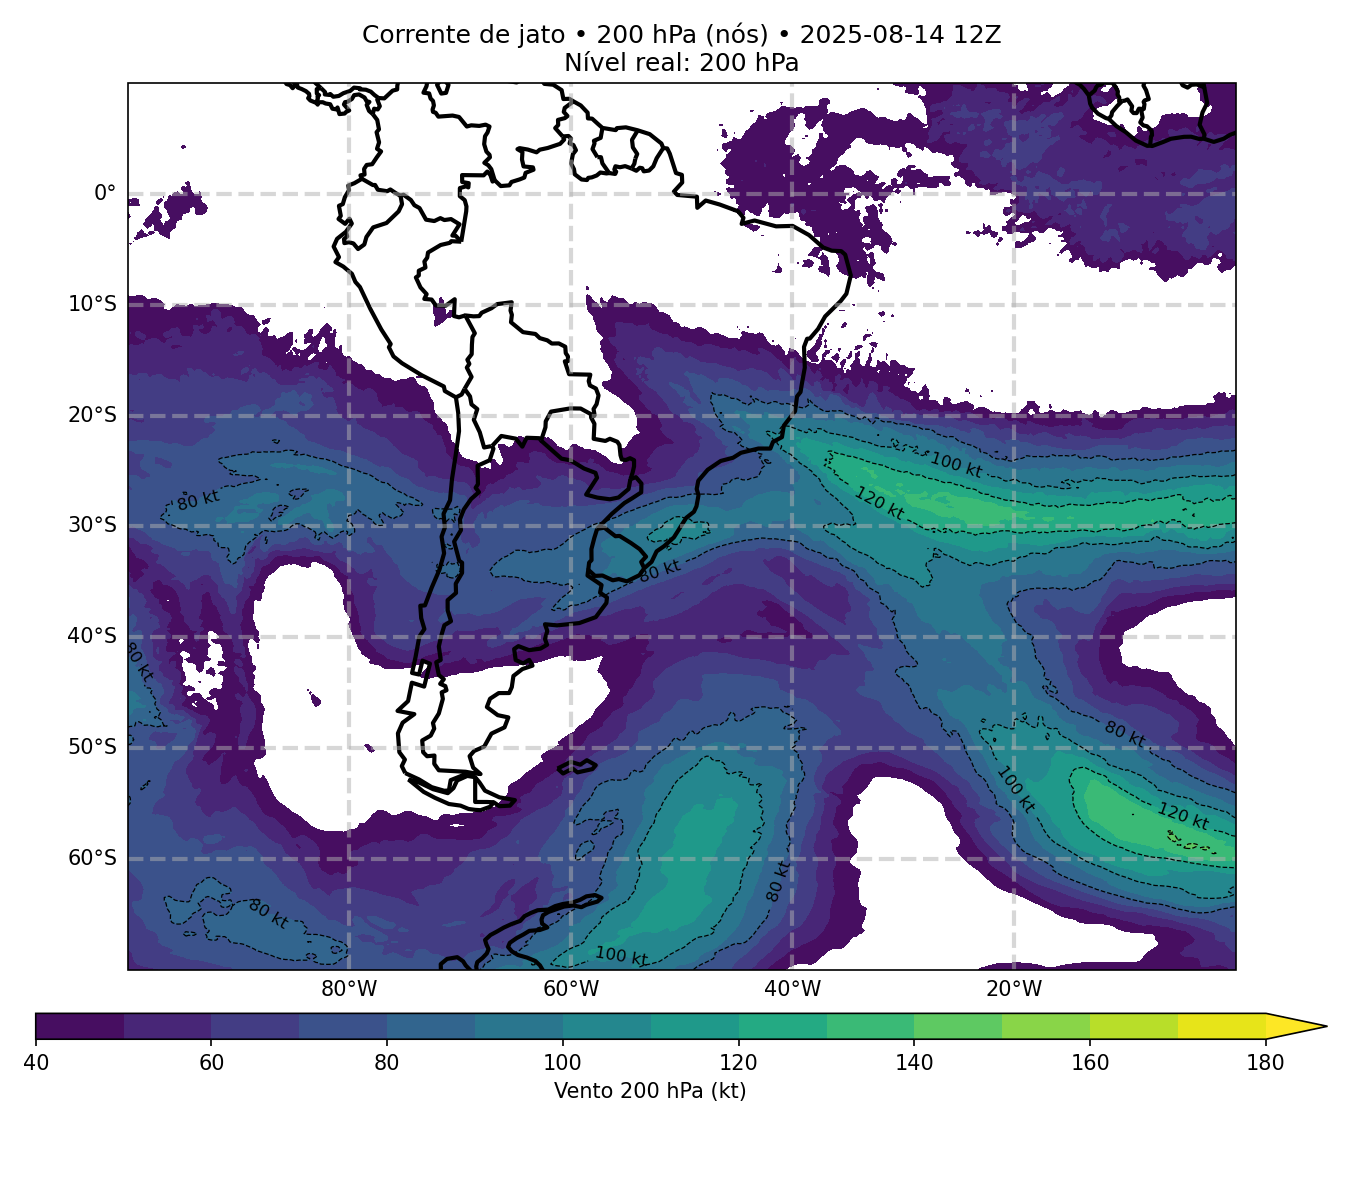 Corrente de jato • 200 hPa (nós) • 2025-08-14 12Z
Nível real: 200 hPa
0°
10°S
20°S
30°S
40°S
50°S
60°S
100 kt
80 kt
120 kt
80 kt
80 kt
80 kt
100 kt
120 kt
80 kt
80 kt
100 kt
80°W
60°W
40°W
20°W
40
60
80
100
120
140
160
180
Vento 200 hPa (kt)